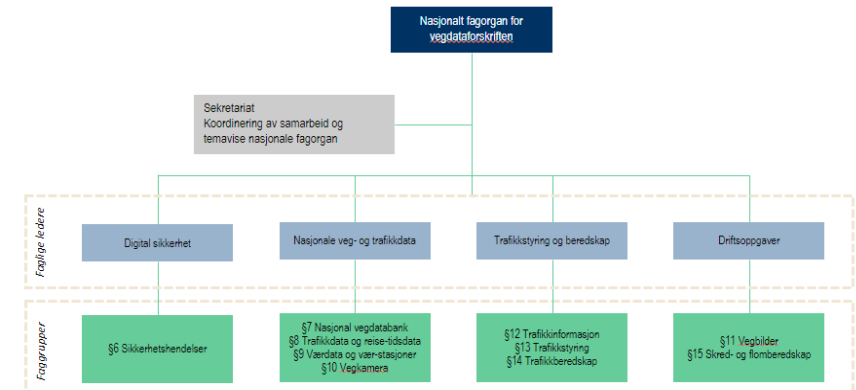 Nasjonalt fagorgan for
vegdataforskriften
Sekretariat
Koordinering av samarbeid og
temavise nasjonale fagorgan
Faglige ledere
Digital sikkerhet
Nasjonale veg- og trafikkdata
Trafikkstyring og beredskap
Driftsoppgaver
Faggrupper
§6 Sikkerhetshendelser
§7 Nasjonal vegdatabank
§8 Trafikkdata og reise-tidsdata
§9 Værdata og vær-stasjoner
§10 Vegkamera
§12 Trafikkinformasjon
§13 Trafikkstyring
§14 Trafikkberedskap
§11 Vegbilder
§15 Skred- og flomberedskap